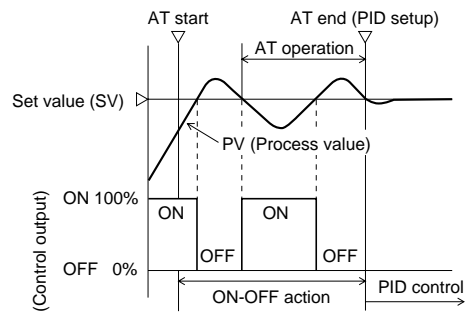 AT start
AT end (PID setup)
AT operation
Set value (SV)
PV (Process value)
(Control output)
ON 100%
ON
ON
OFF
OFF
OFF 0%
PID control
ON-OFF action